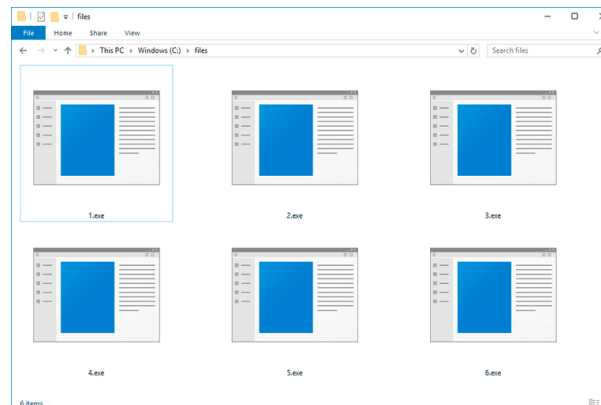 files
File Home Share View
This PC Windows (C:) files Search files
1.exe 2.exe 3.exe
4.exe 5.exe 6.exe
6 items